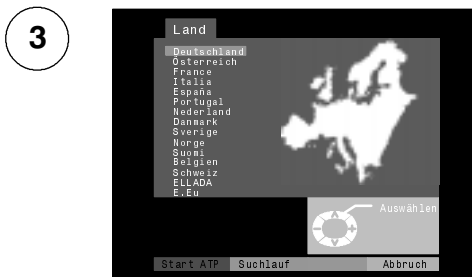 3
Land
Deutschland
Österreich
France
Italia
España
Portugal
Nederland
Danmark
Sverige
Norge
Suomi
Belgien
Schweiz
ELLADA
E.Eu
Auswählen
Start ATP Suchlauf Abbruch